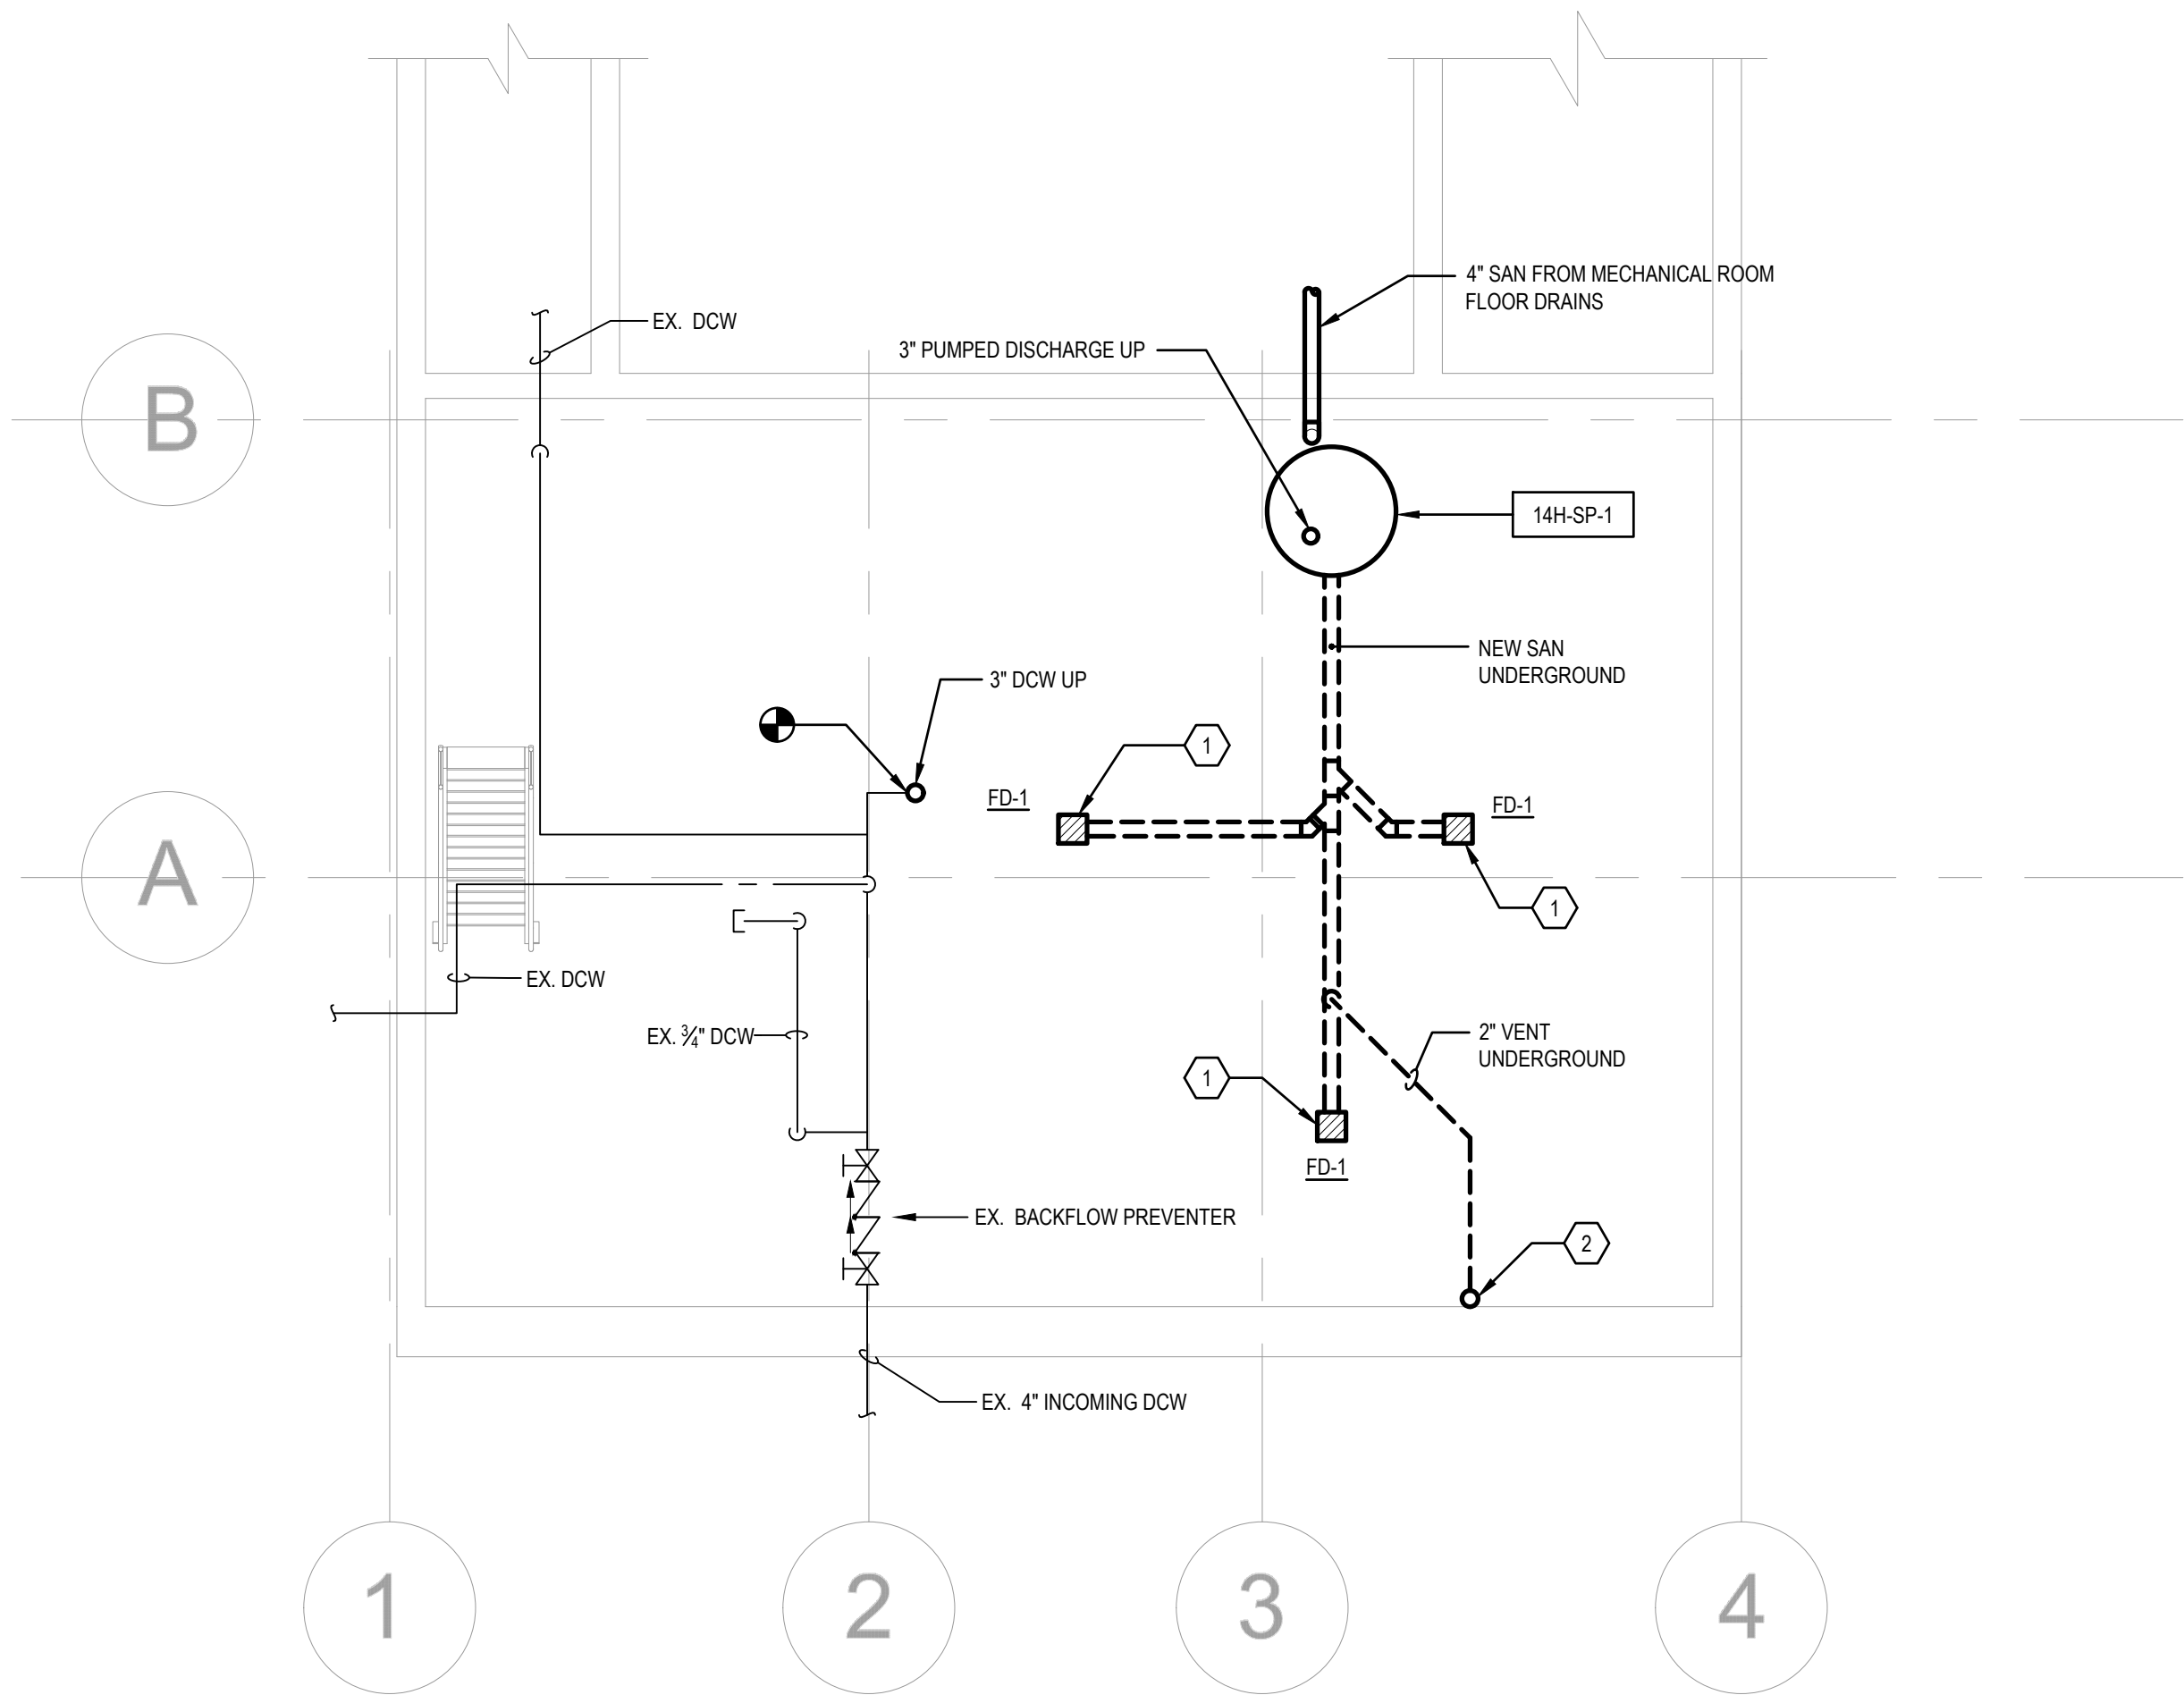 4" SAN FROM MECHANICAL ROOM
FLOOR DRAINS
EX. DCW
3" PUMPED DISCHARGE UP
B
14H-SP-1
NEW SAN
UNDERGROUND
3" DCW UP
1
FD-1
FD-1
A
1
EX. DCW
EX. ¾" DCW
2" VENT
UNDERGROUND
1
FD-1
EX. BACKFLOW PREVENTER
2
EX. 4" INCOMING DCW
1
2
3
4